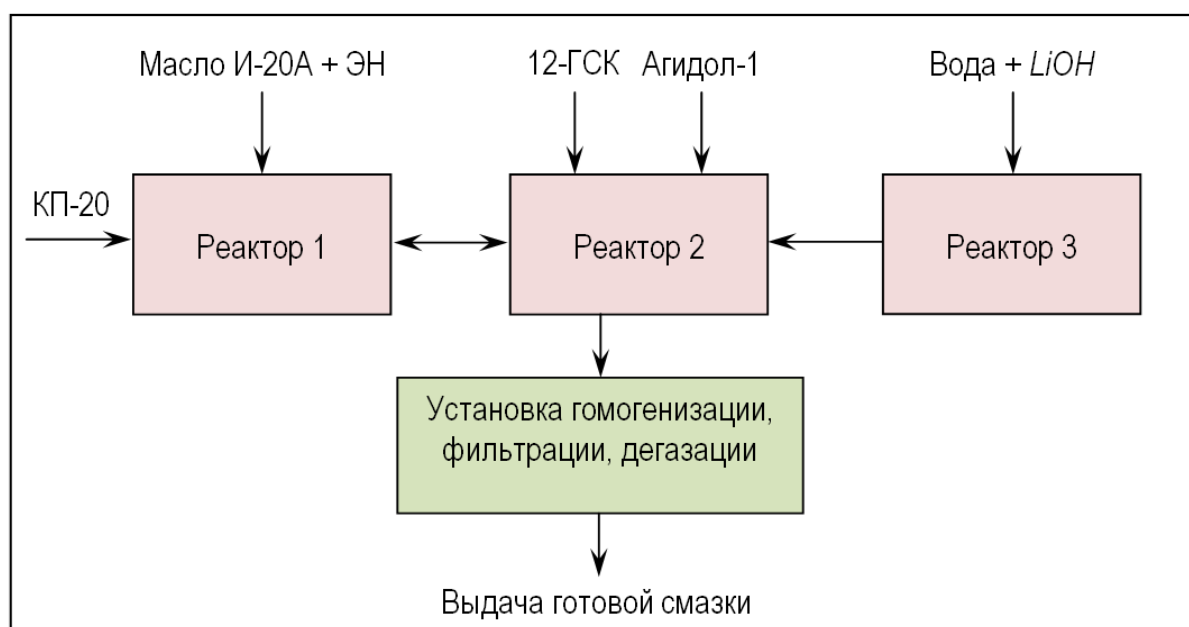 Масло И-20А + ЭН
12-ГСК Агидол-1
Вода + LiOH
КП-20
Реактор 1
Реактор 2
Реактор 3
Установка гомогенизации,
фильтрации, дегазации
Выдача готовой смазки